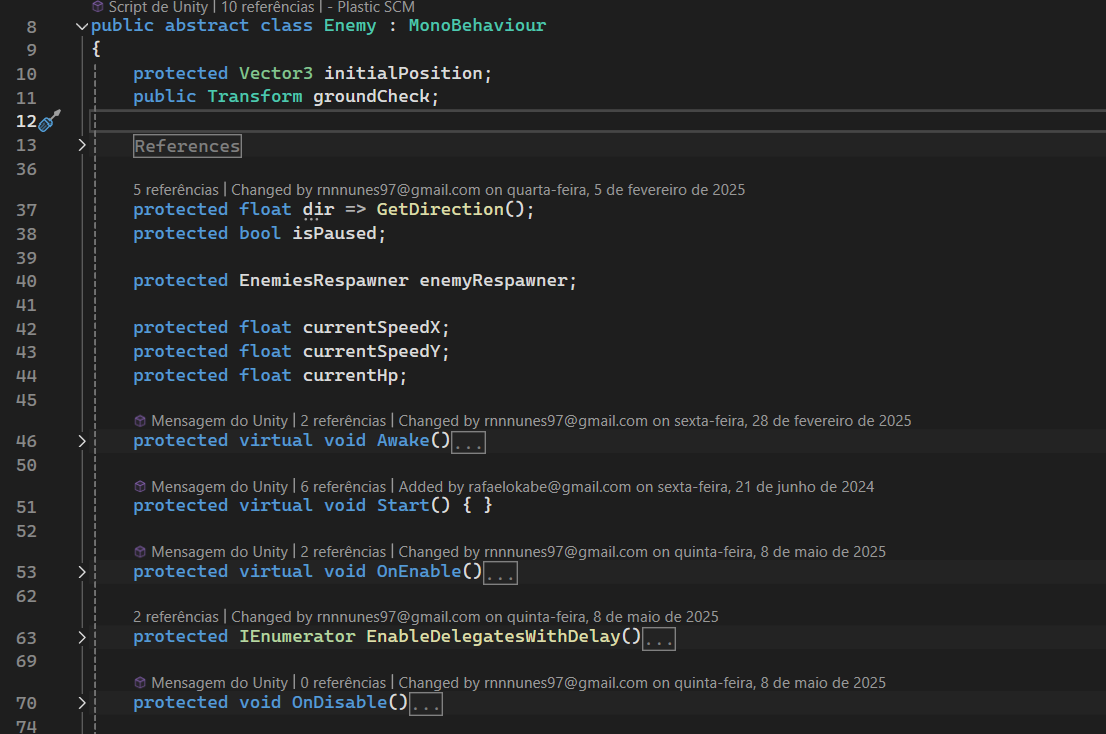 Script de Unity | 10 referências | - Plastic SCM
8 public abstract class Enemy : MonoBehaviour
9 {
10 protected Vector3 initialPosition;
11 public Transform groundCheck;
12
13 References
36
5 referências | Changed by rnnnunes97@gmail.com on quarta-feira, 5 de fevereiro de 2025
37 protected float dir => GetDirection();
38 protected bool isPaused;
39
40 protected EnemiesRespawner enemyRespawner;
41
42 protected float currentSpeedX;
43 protected float currentSpeedY;
44 protected float currentHp;
45
Mensagem do Unity | 2 referências | Changed by rnnnunes97@gmail.com on sexta-feira, 28 de fevereiro de 2025
46 protected virtual void Awake()...
50
Mensagem do Unity | 6 referências | Added by rafaelokabe@gmail.com on sexta-feira, 21 de junho de 2024
51 protected virtual void Start() { }
52
Mensagem do Unity | 2 referências | Changed by rnnnunes97@gmail.com on quinta-feira, 8 de maio de 2025
53 protected virtual void OnEnable()...
62
2 referências | Changed by rnnnunes97@gmail.com on quinta-feira, 8 de maio de 2025
63 protected IEnumerator EnableDelegatesWithDelay()...
69
Mensagem do Unity | 0 referências | Changed by rnnnunes97@gmail.com on quinta-feira, 8 de maio de 2025
70 protected void OnDisable()...
74